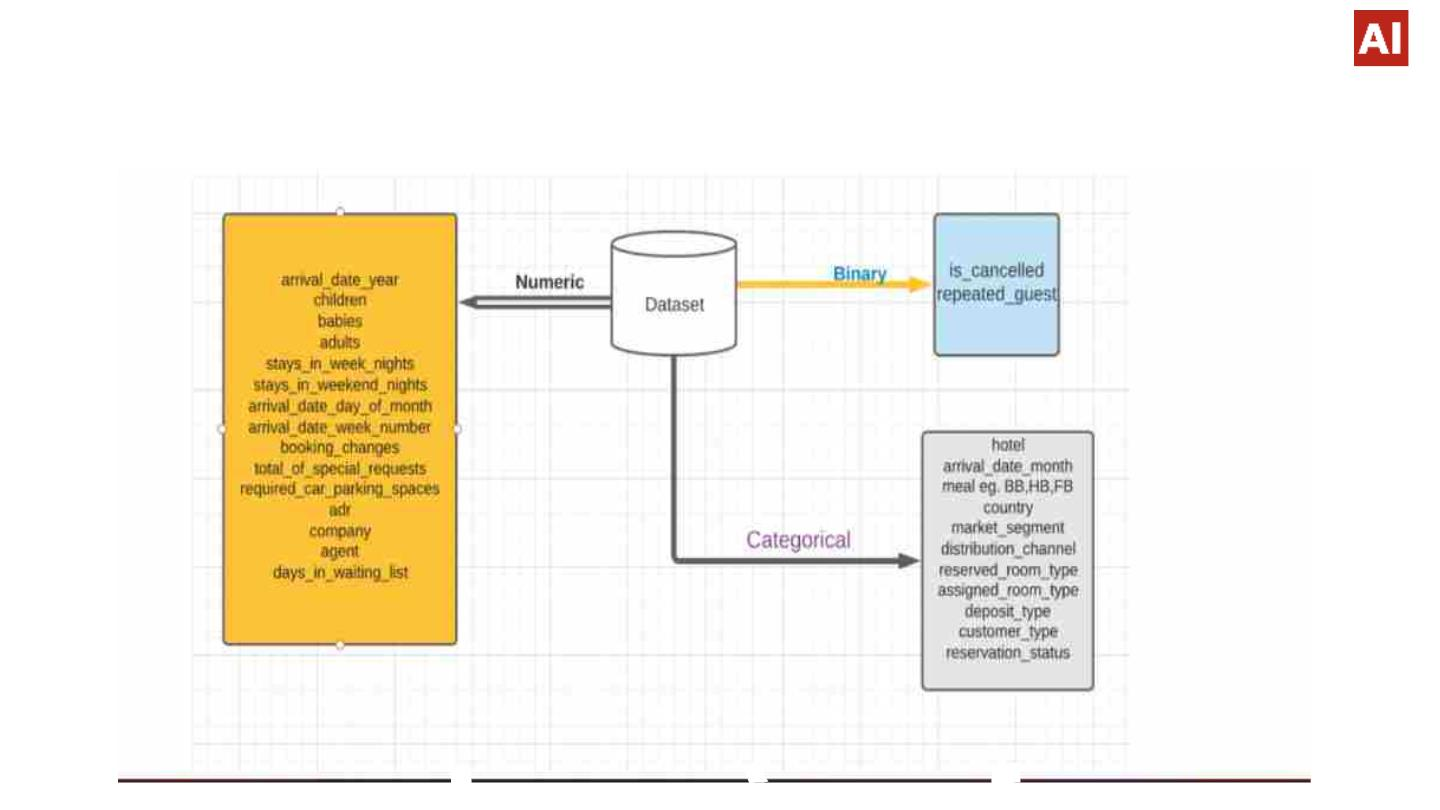 AI
arrival_date_year
children
babies
adults
stays_in_week_nights
stays_in_weekend_nights
arrival_date_day_of_month
arrival_date_week_number
booking_changes
total_of_special_requests
required_car_parking_spaces
adr
company
agent
days_in_waiting_list
Numeric
Dataset
Binary
is_cancelled
repeated_guest
Categorical
hotel
arrival_date_month
meal eg. BB,HB,FB
country
market_segment
distribution_channel
reserved_room_type
assigned_room_type
deposit_type
customer_type
reservation_status